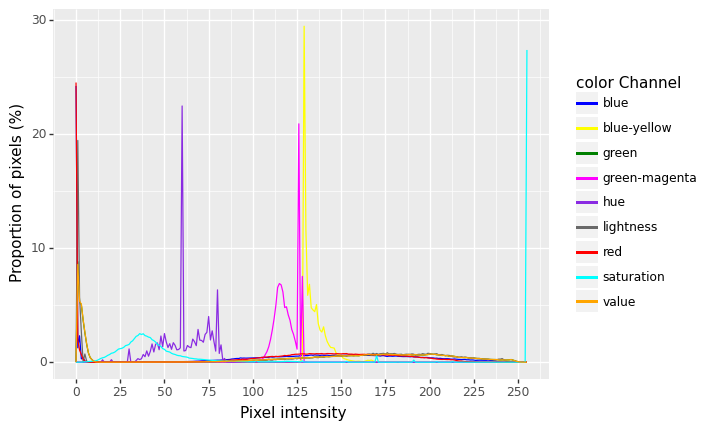 30
20
10
0
Proportion of pixels (%)
0 25 50 75 100 125 150 175 200 225 250
Pixel intensity
color Channel
blue
blue-yellow
green
green-magenta
hue
lightness
red
saturation
value